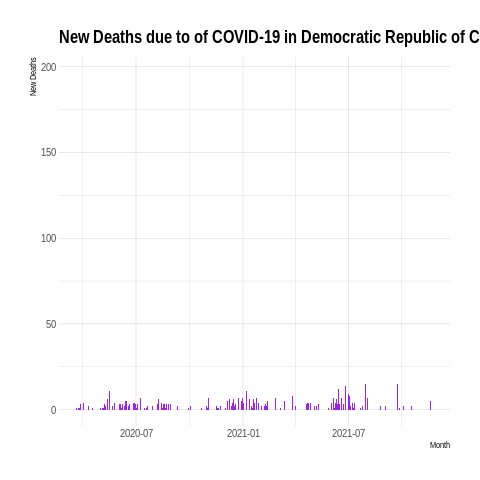 New Deaths due to of COVID-19 in Democratic Republic of C
New Deaths
200
150
100
50
0
2020-07
2021-01
2021-07
Month